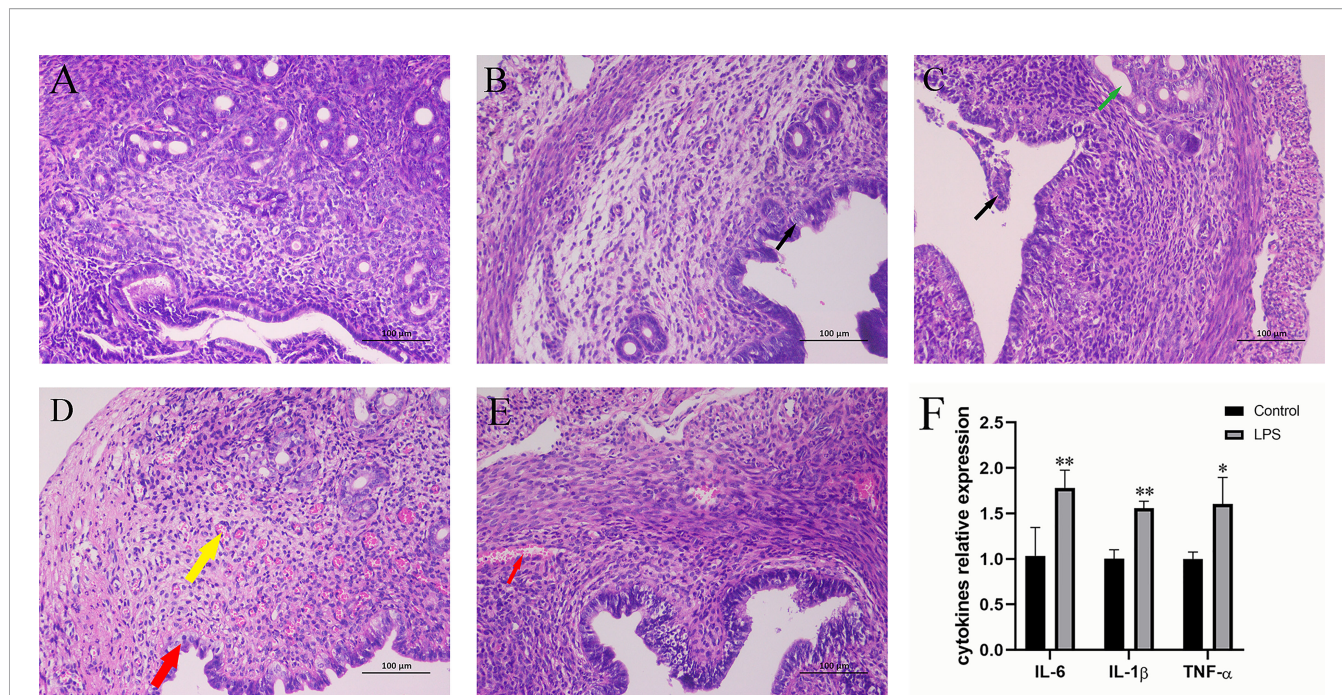 A
B
C
100 µm
100 µm
100 µm
D
E
F
100 µm
100 µm
cytokines relative expression
2.5
2.0
1.5
1.0
0.5
0.0
Control
LPS
**
**
*
IL-6
IL-1β
TNF-α